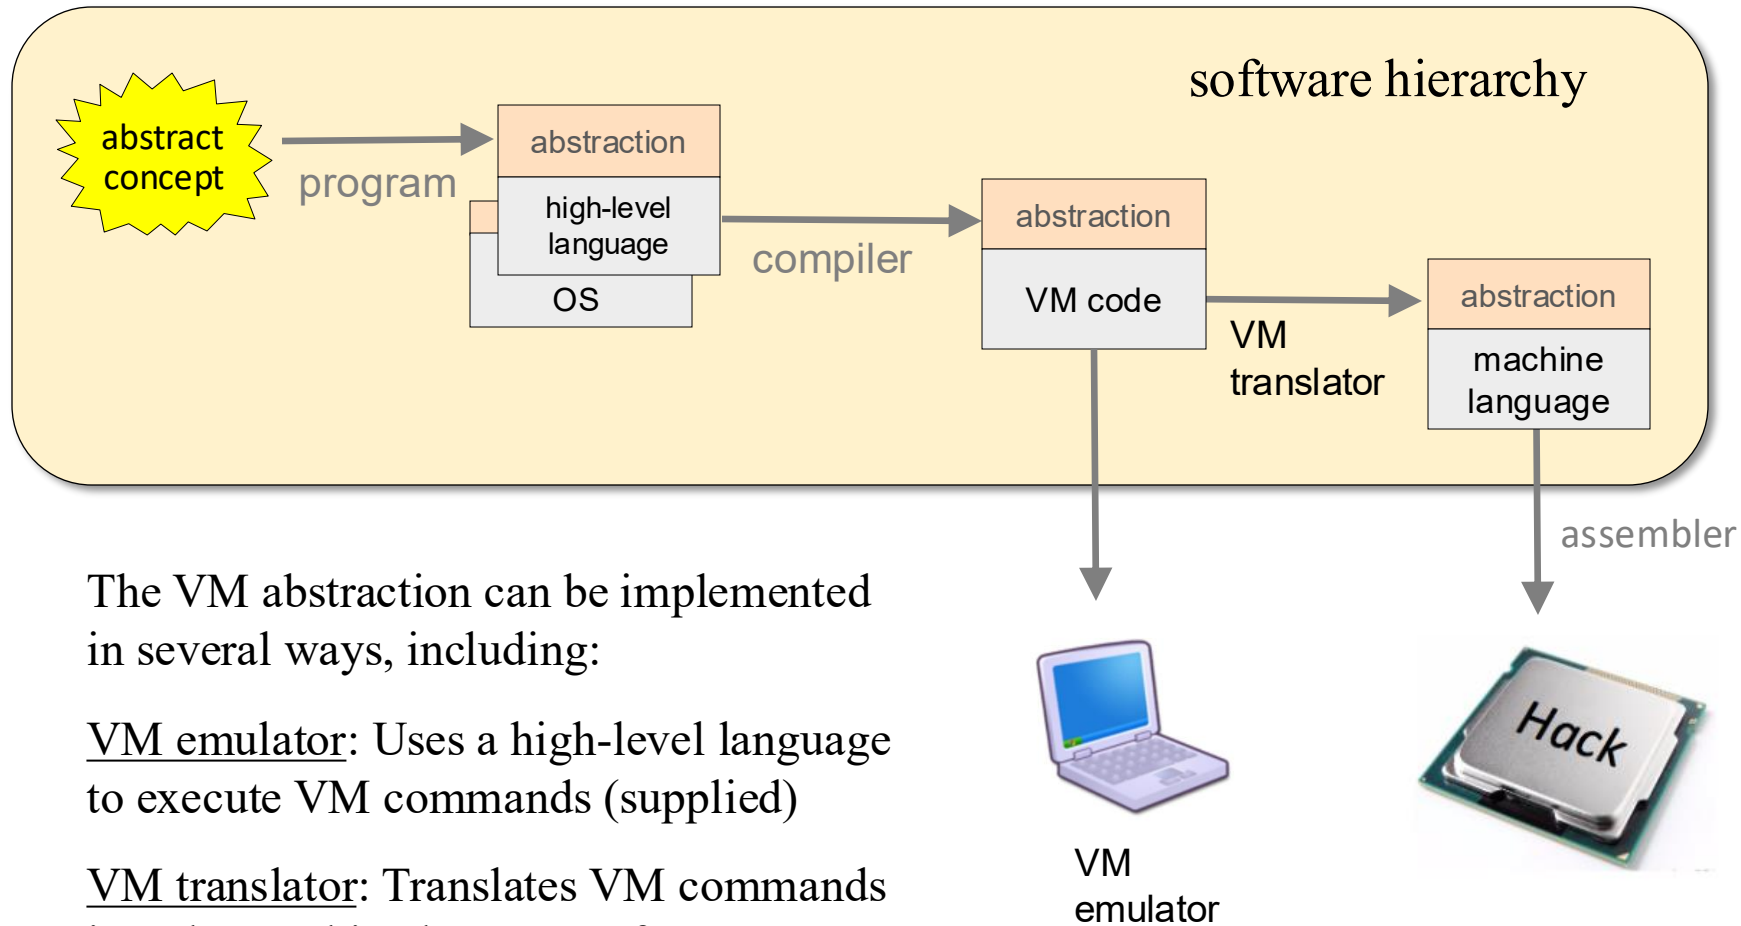 software hierarchy
abstract
concept
program
abstraction
high-level
language
OS
compiler
abstraction
VM code
VM
translator
abstraction
machine
language
assembler
The VM abstraction can be implemented
in several ways, including:
VM emulator: Uses a high-level language
to execute VM commands (supplied)
VM translator: Translates VM commands
VM
emulator
Hack